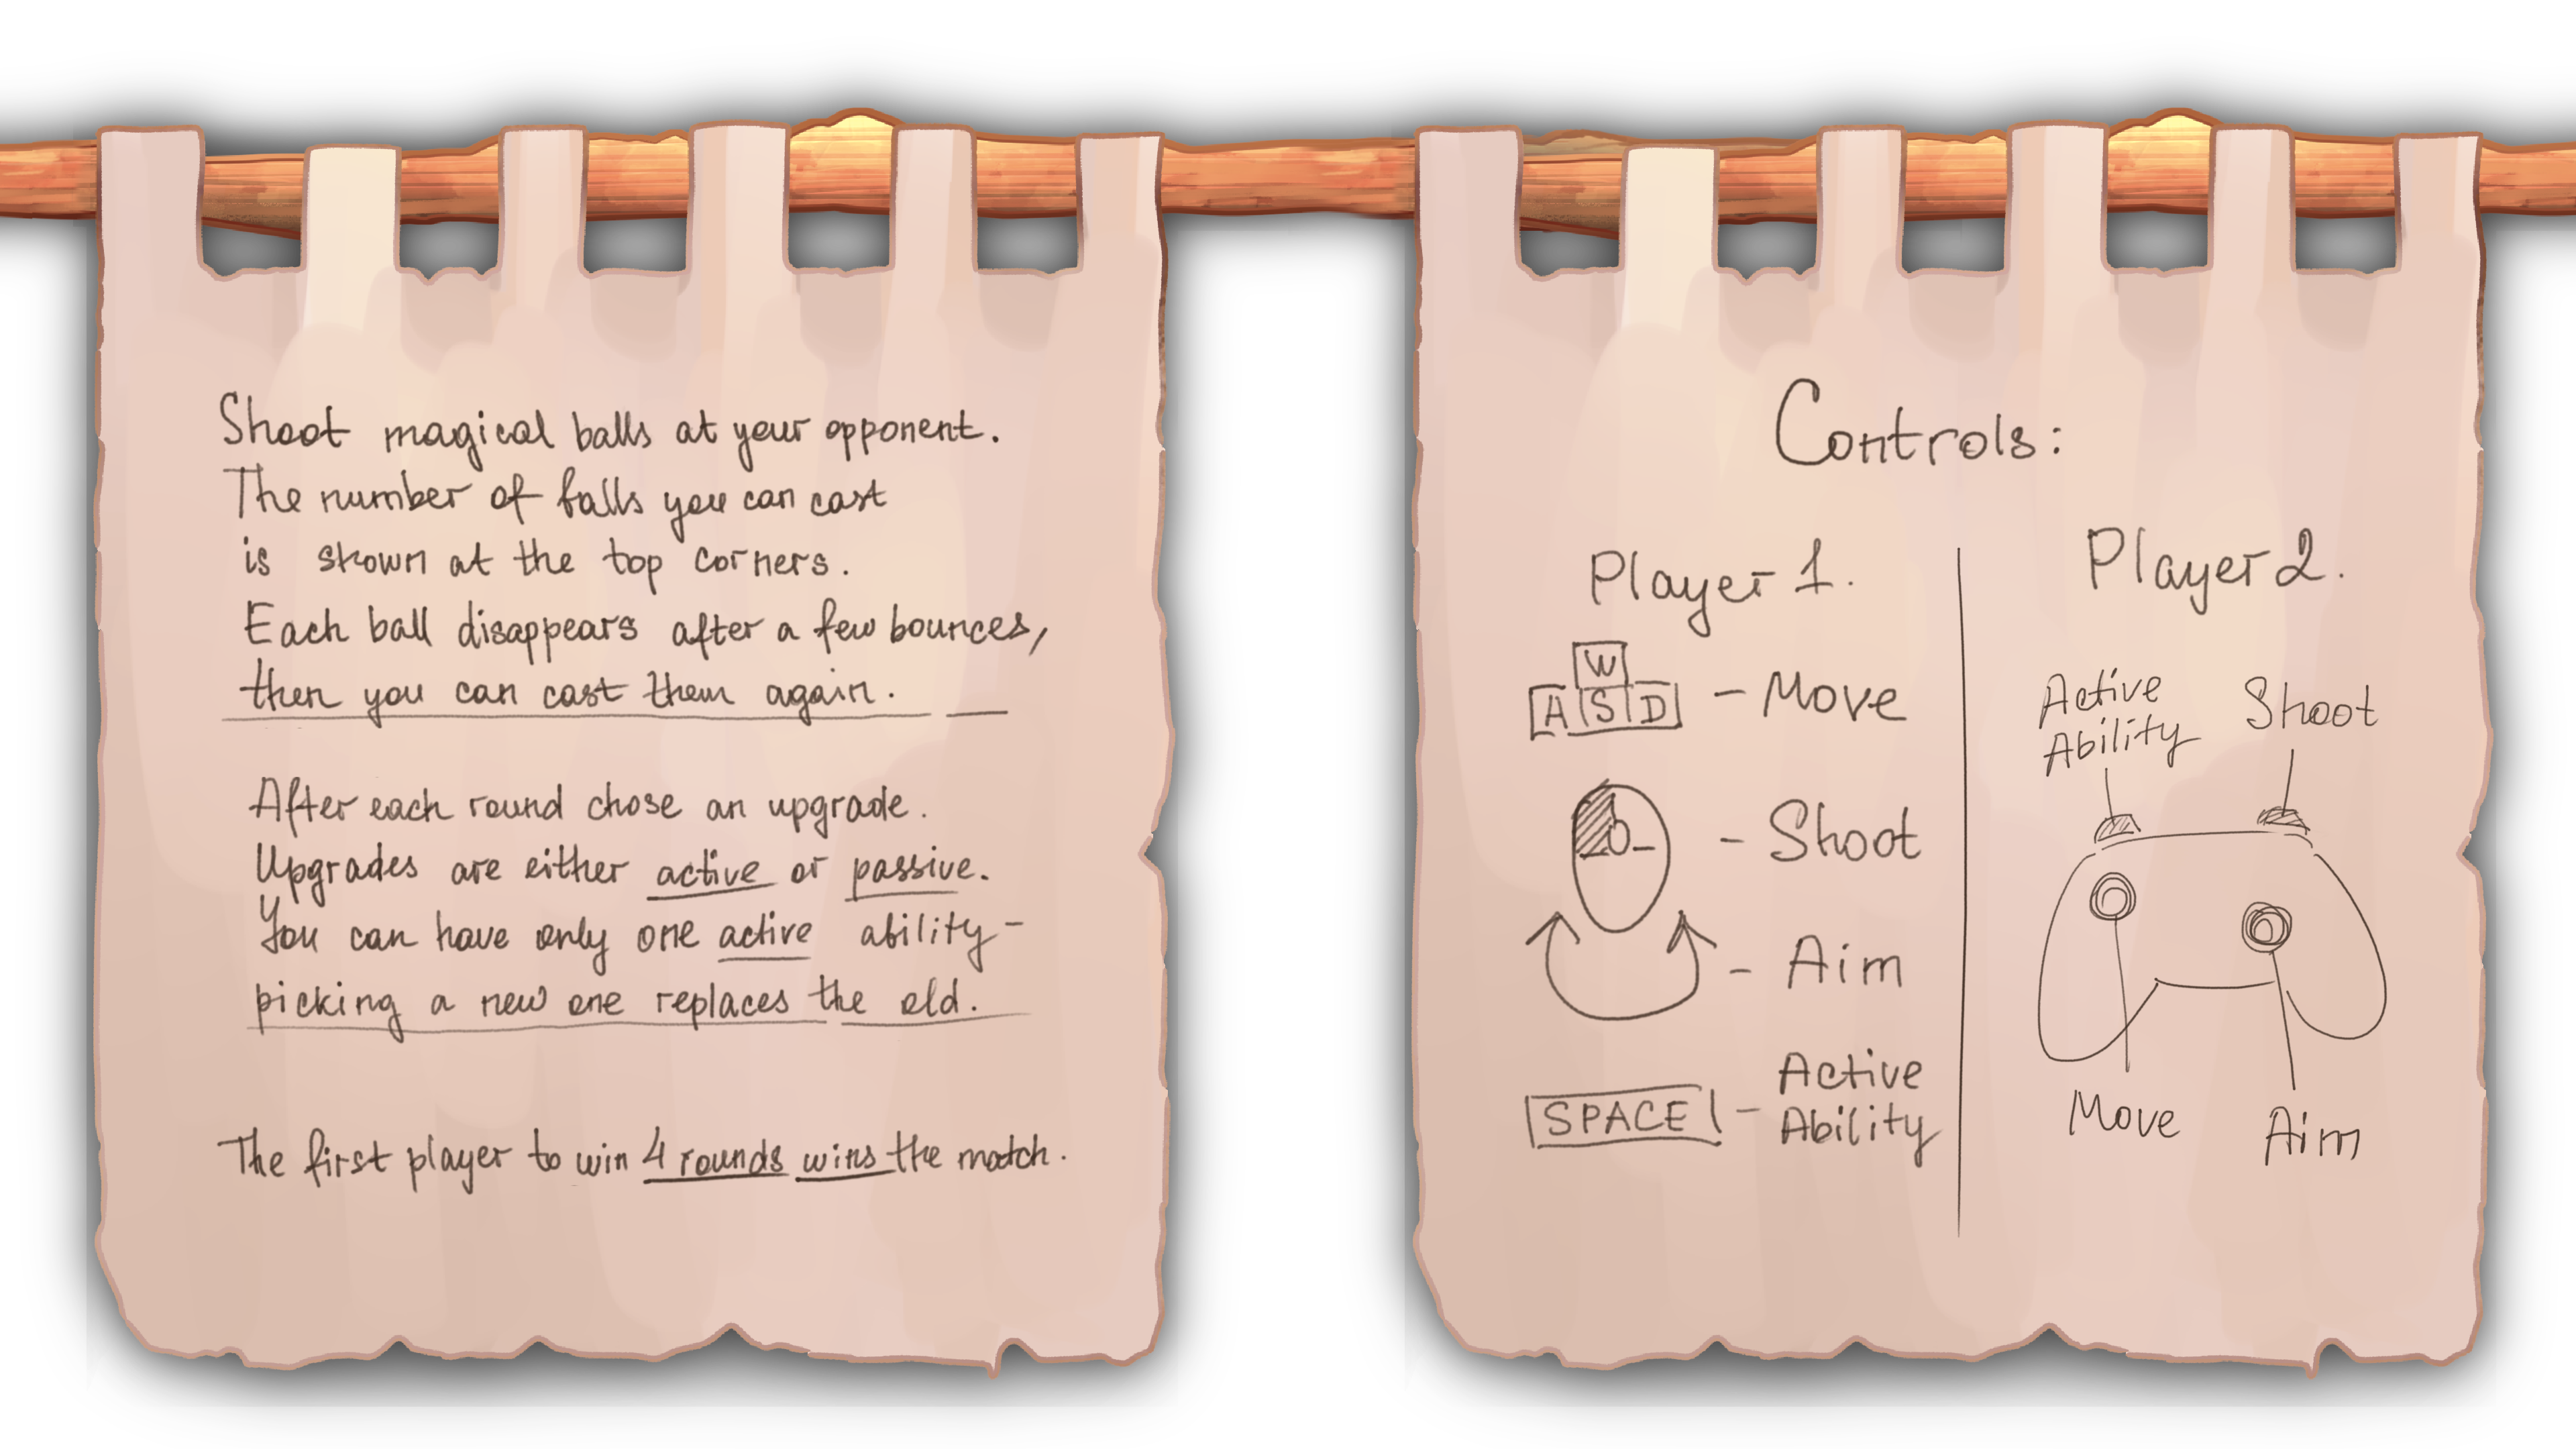 Shoot magical balls at your opponent.
The number of balls you can cast
is shown at the top corners.
Each ball disappears after a few bounces,
then you can cast them again.
After each round chose an upgrade.
Upgrades are either active or passive.
You can have only one active ability-
picking a new one replaces the old.
The first player to win 4 rounds wins the match.
Controls:
Player 1.
W
A S D - Move
- Shoot
- Aim
SPACE - Active
Ability
Player 2.
Active
Ability
Shoot
Move
Aim